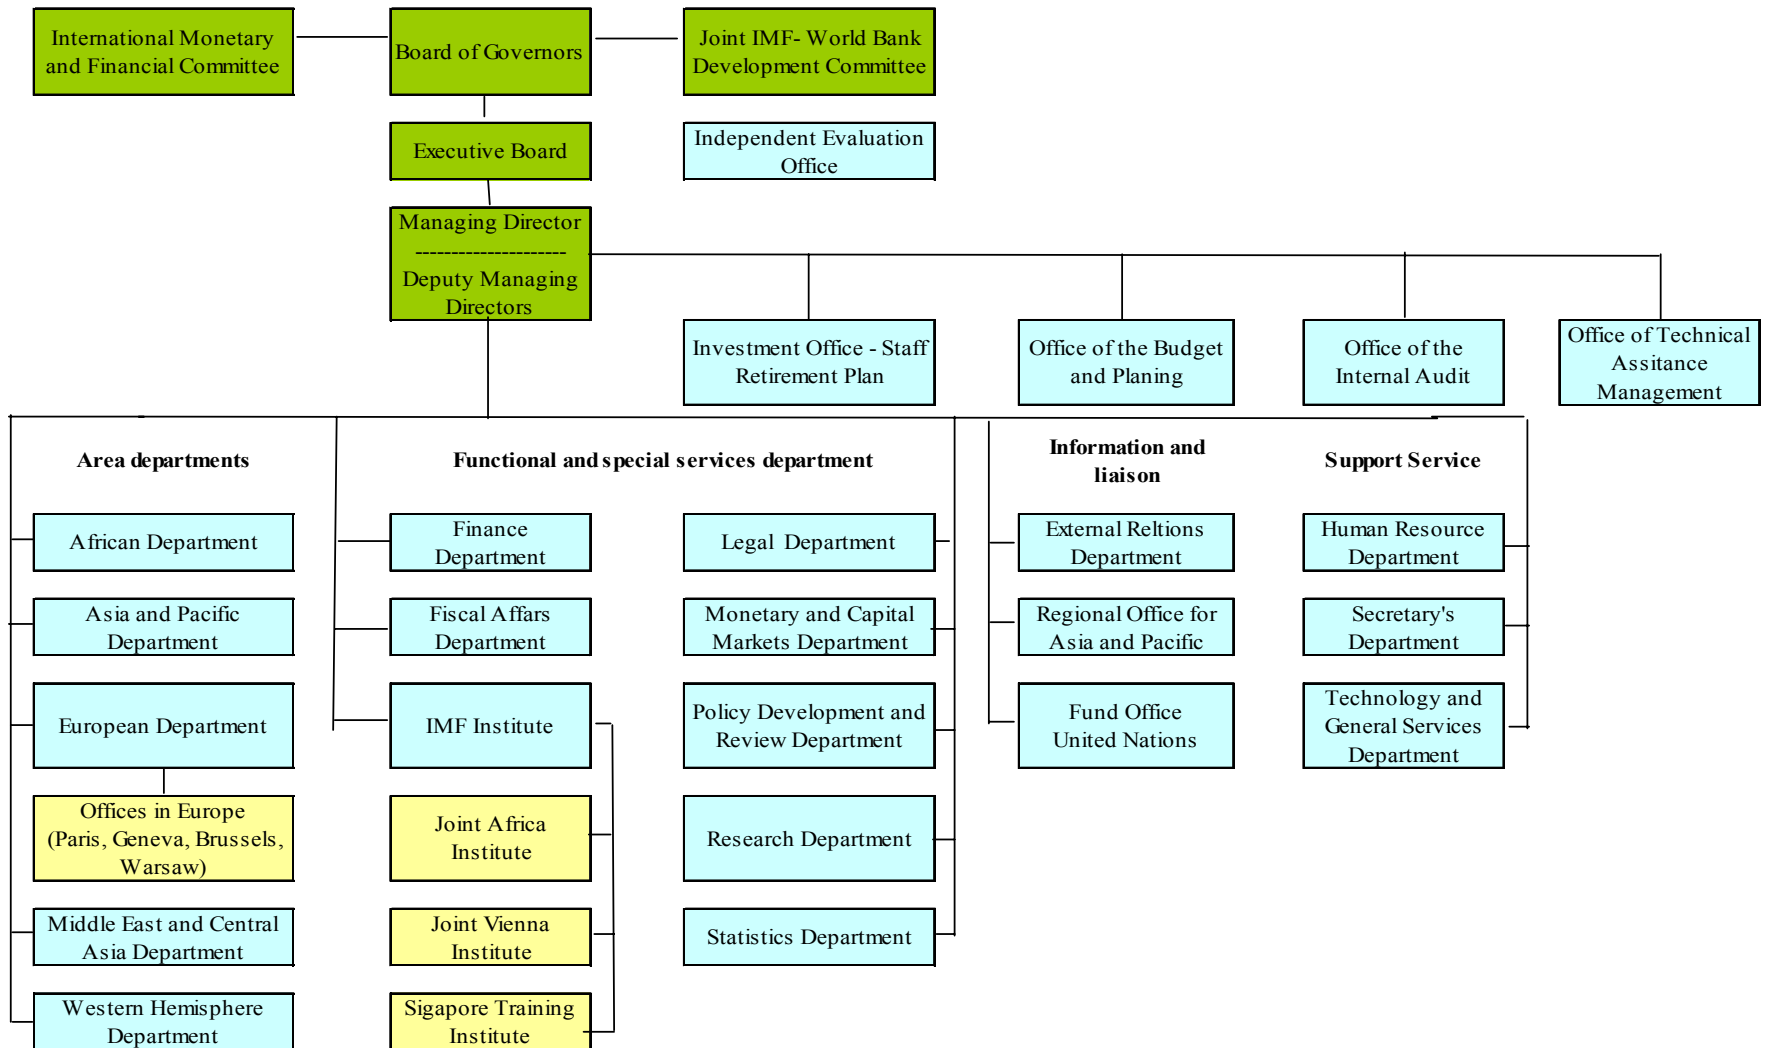 International Monetary
and Financial Committee
Board of Governors
Joint IMF- World Bank
Development Committee
Executive Board
Independent Evaluation
Office
Managing Director
---------------------
Deputy Managing
Directors
Investment Office - Staff
Retirement Plan
Office of the Budget
and Planing
Office of the
Internal Audit
Office of Technical
Assitance
Management
Area departments
Functional and special services department
Information and
liaison
Support Service
African Department
Asia and Pacific
Department
European Department
Offices in Europe
(Paris, Geneva, Brussels,
Warsaw)
Middle East and Central
Asia Department
Western Hemisphere
Department
Finance
Department
Fiscal Affars
Department
IMF Institute
Joint Africa
Institute
Joint Vienna
Institute
Sigapore Training
Institute
Legal Department
Monetary and Capital
Markets Department
Policy Development and
Review Department
Research Department
Statistics Department
External Reltions
Department
Regional Office for
Asia and Pacific
Fund Office
United Nations
Human Resource
Department
Secretary's
Department
Technology and
General Services
Department